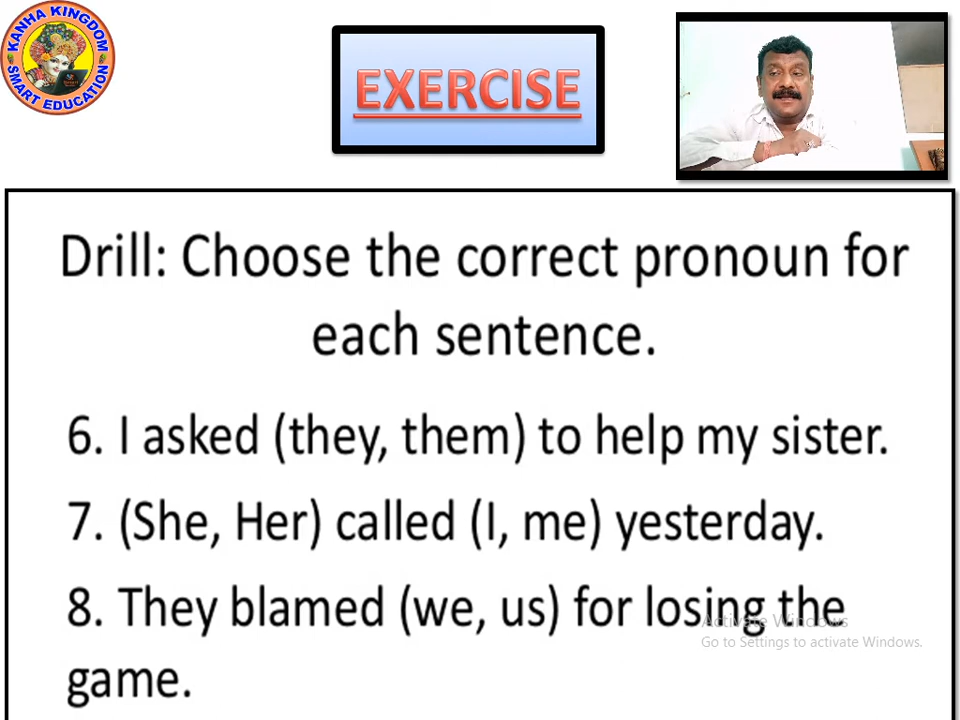 KANHA KINGDOM
SMART EDUCATION
EXERCISE
Drill: Choose the correct pronoun for
each sentence.
6. I asked (they, them) to help my sister.
7. (She, Her) called (I, me) yesterday.
8. They blamed (we, us) for losing the
game.
Activate Windows
Go to Settings to activate Windows.